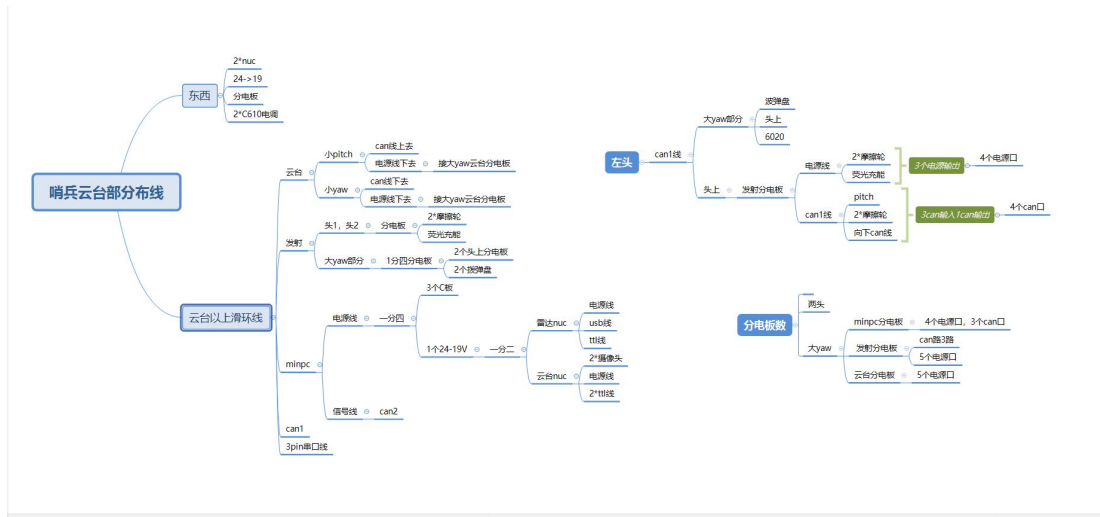 哨兵云台部分布线
东西
2*nuc
24->19
分电板
2*C610电调
云台以上滑环线
云台
小pitch
can线上去
电源线下去
接大yaw云台分电板
小yaw
can线下去
电源线下去
接大yaw云台分电板
发射
头1，头2
分电板
2*摩擦轮
荧光充能
大yaw部分
1分四分电板
2个头上分电板
2个拨弹盘
minpc
电源线
一分四
3个C板
1个24-19V
一分二
雷达nuc
电源线
usb线
ttl线
云台nuc
2*摄像头
电源线
2*ttl线
信号线
can2
can1
3pin串口线
左头
can1线
大yaw部分
波弹盘
头上
6020
头上
发射分电板
电源线
2*摩擦轮
荧光充能
3个电源输出
4个电源口
can1线
pitch
2*摩擦轮
向下can线
3can输入1can输出
4个can口
分电板数
两头
大yaw
minpc分电板
4个电源口，3个can口
发射分电板
can路3路
5个电源口
云台分电板
5个电源口